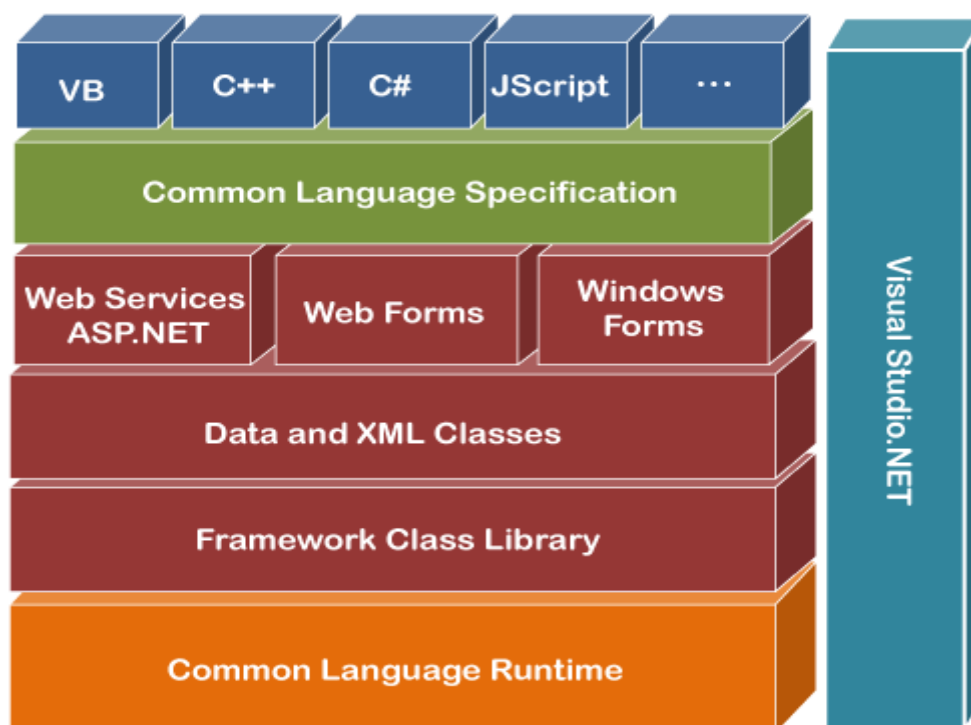 VB
C++
C#
JScript
...
Common Language Specification
Web Services
ASP.NET
Web Forms
Windows
Forms
Data and XML Classes
Framework Class Library
Common Language Runtime
Visual Studio.NET